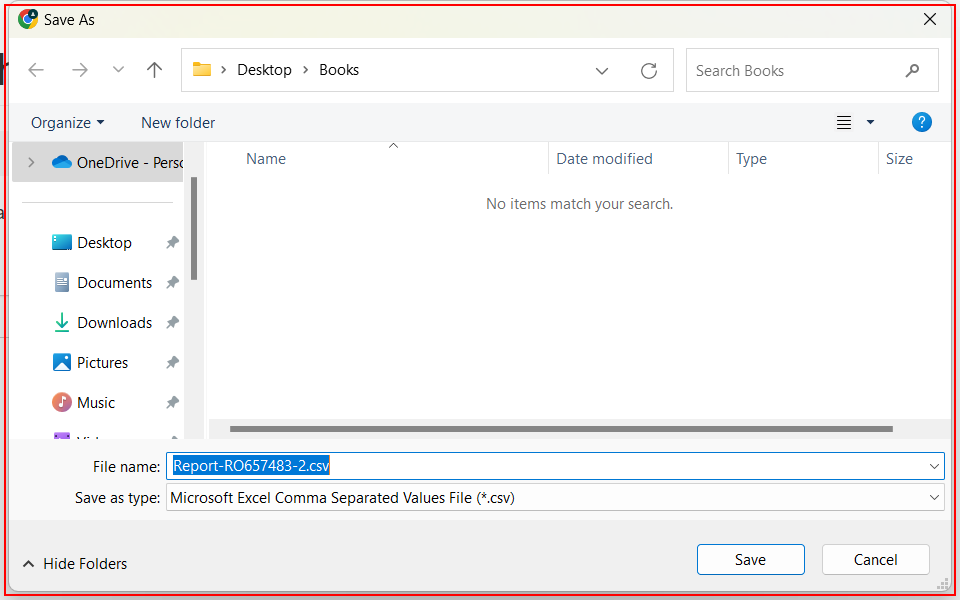 Save As
Desktop > Books
Search Books
Organize
New folder
?
OneDrive - Perso
Name
Date modified
Type
Size
No items match your search.
Desktop
Documents
Downloads
Pictures
Music
File name: Report-RO657483-2.csv
Save as type: Microsoft Excel Comma Separated Values File (*.csv)
Hide Folders
Save
Cancel